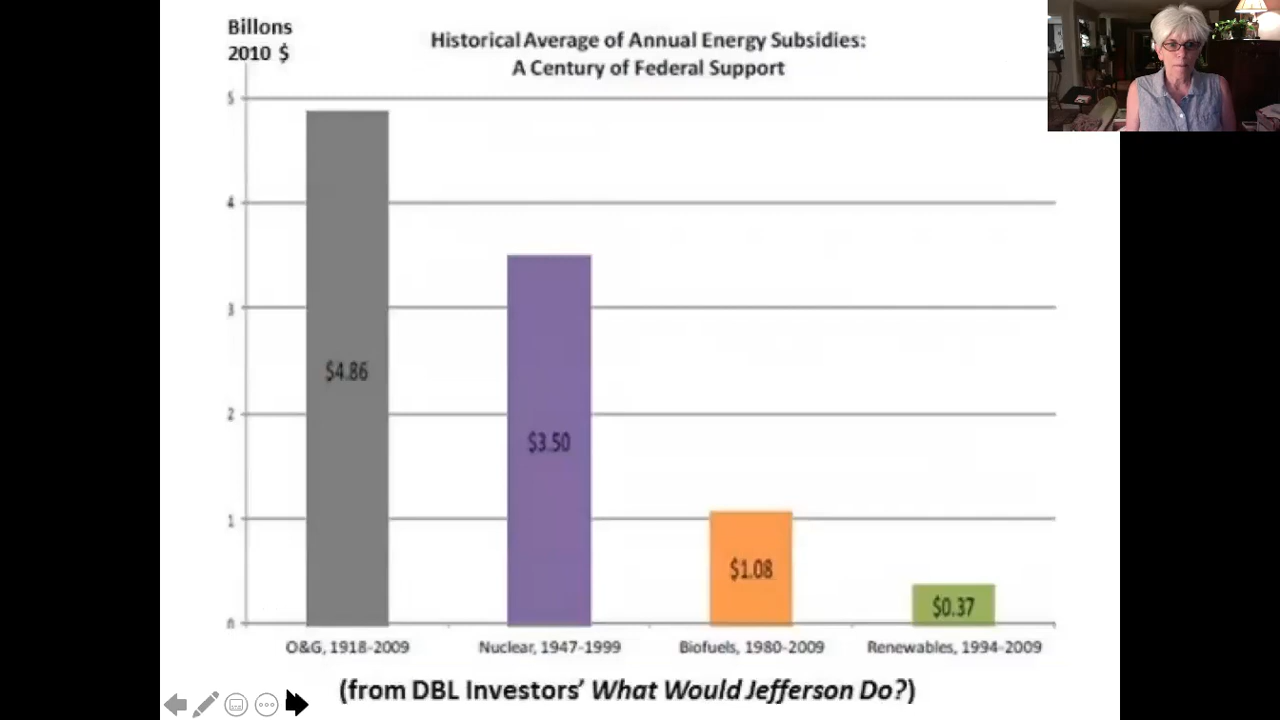 Billons
2010 $
Historical Average of Annual Energy Subsidies:
A Century of Federal Support
5
4
3
2
1
0
$4.86
$3.50
$1.08
$0.37
O&G, 1918-2009
Nuclear, 1947-1999
Biofuels, 1980-2009
Renewables, 1994-2009
(from DBL Investors’ What Would Jefferson Do?)